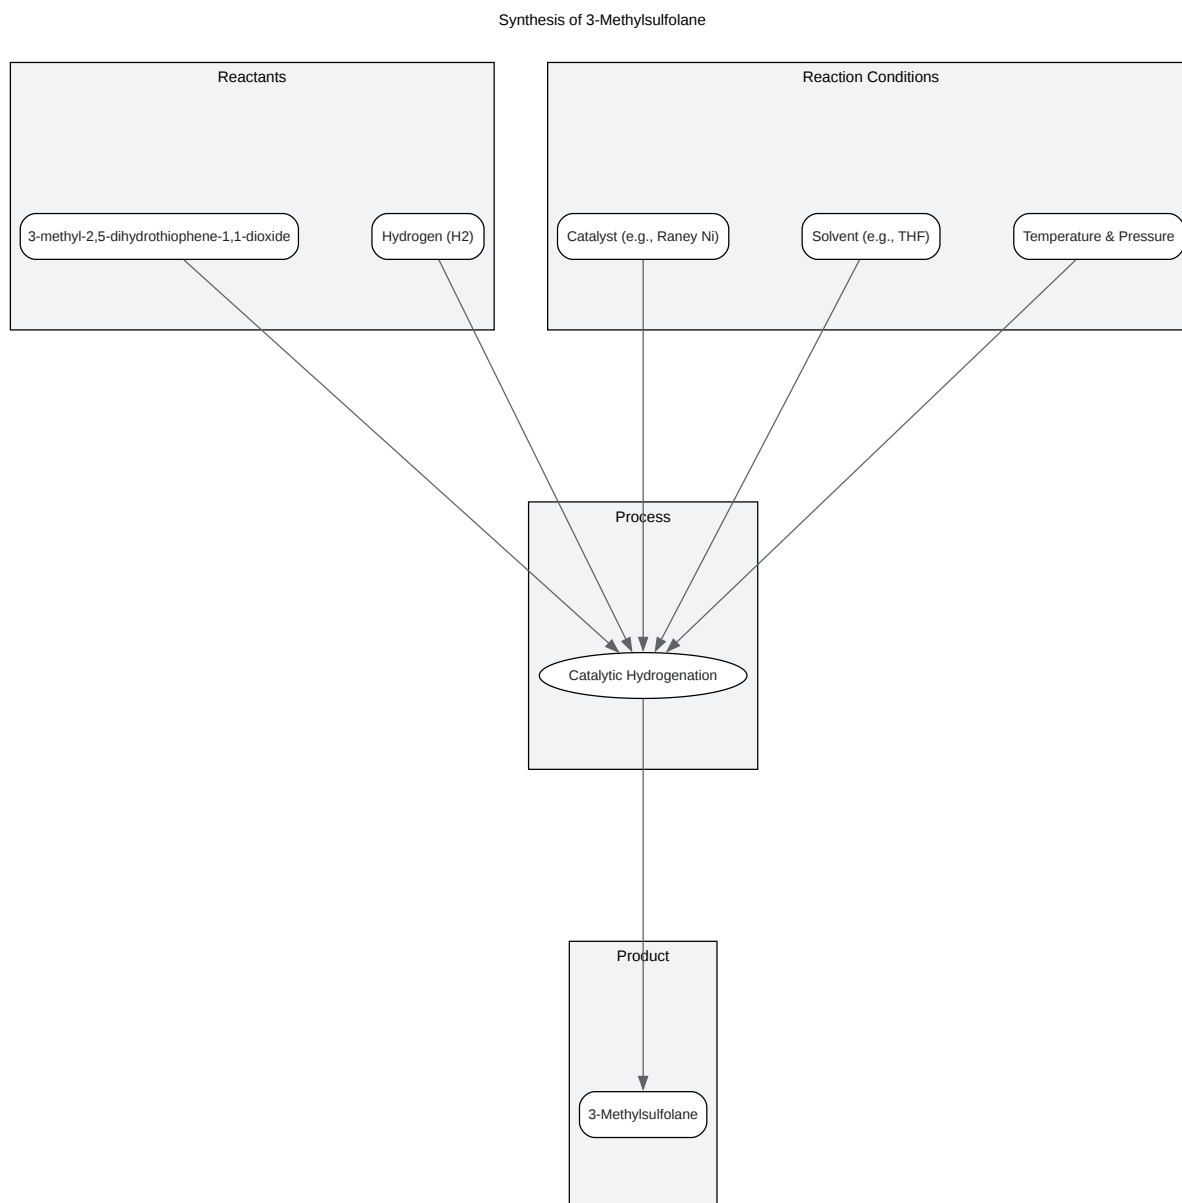 Synthesis of 3-Methylsulfolane
Reactants
Reaction Conditions
3-methyl-2,5-dihydrothiophene-1,1-dioxide
Hydrogen (H2)
Catalyst (e.g., Raney Ni)
Solvent (e.g., THF)
Temperature & Pressure
Process
Catalytic Hydrogenation
Product
3-Methylsulfolane